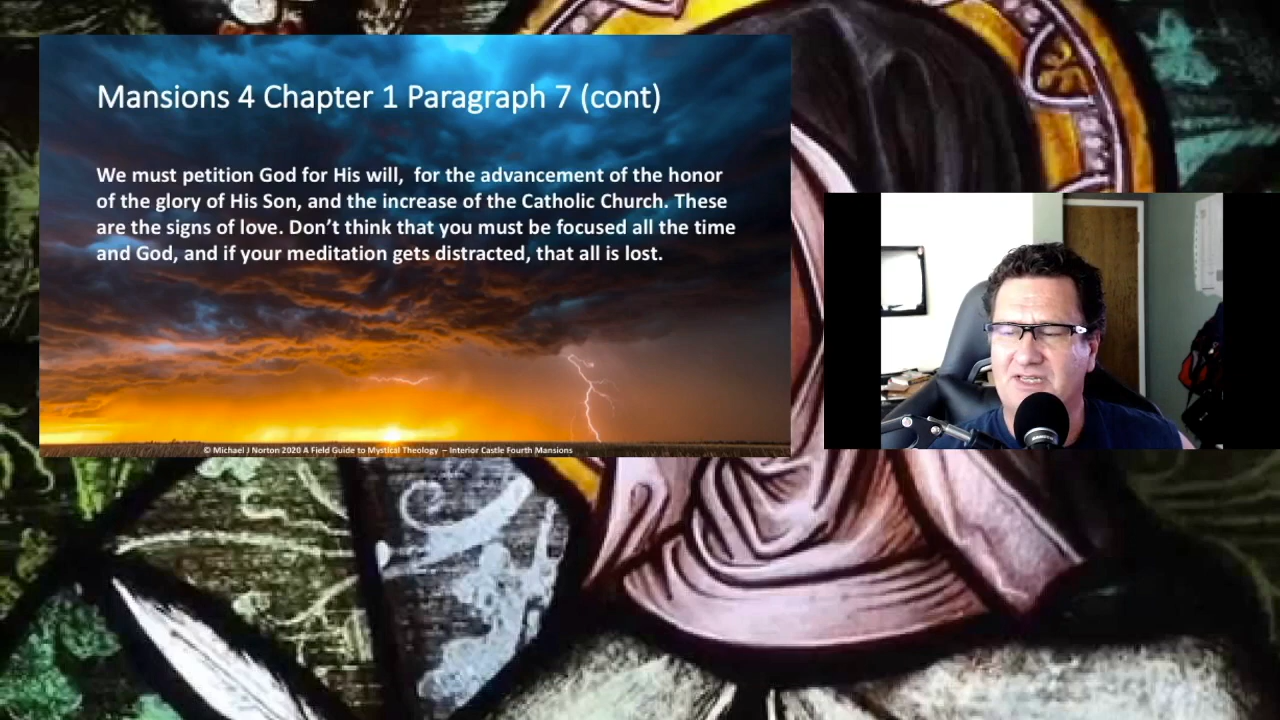 Mansions 4 Chapter 1 Paragraph 7 (cont)
We must petition God for His will,  for the advancement of the honor
of the glory of His Son, and the increase of the Catholic Church. These
are the signs of love. Don’t think that you must be focused all the time
and God, and if your meditation gets distracted, that all is lost.
© Michael J Norton 2020 A Field Guide to Mystical Theology – Interior Castle Fourth Mansions